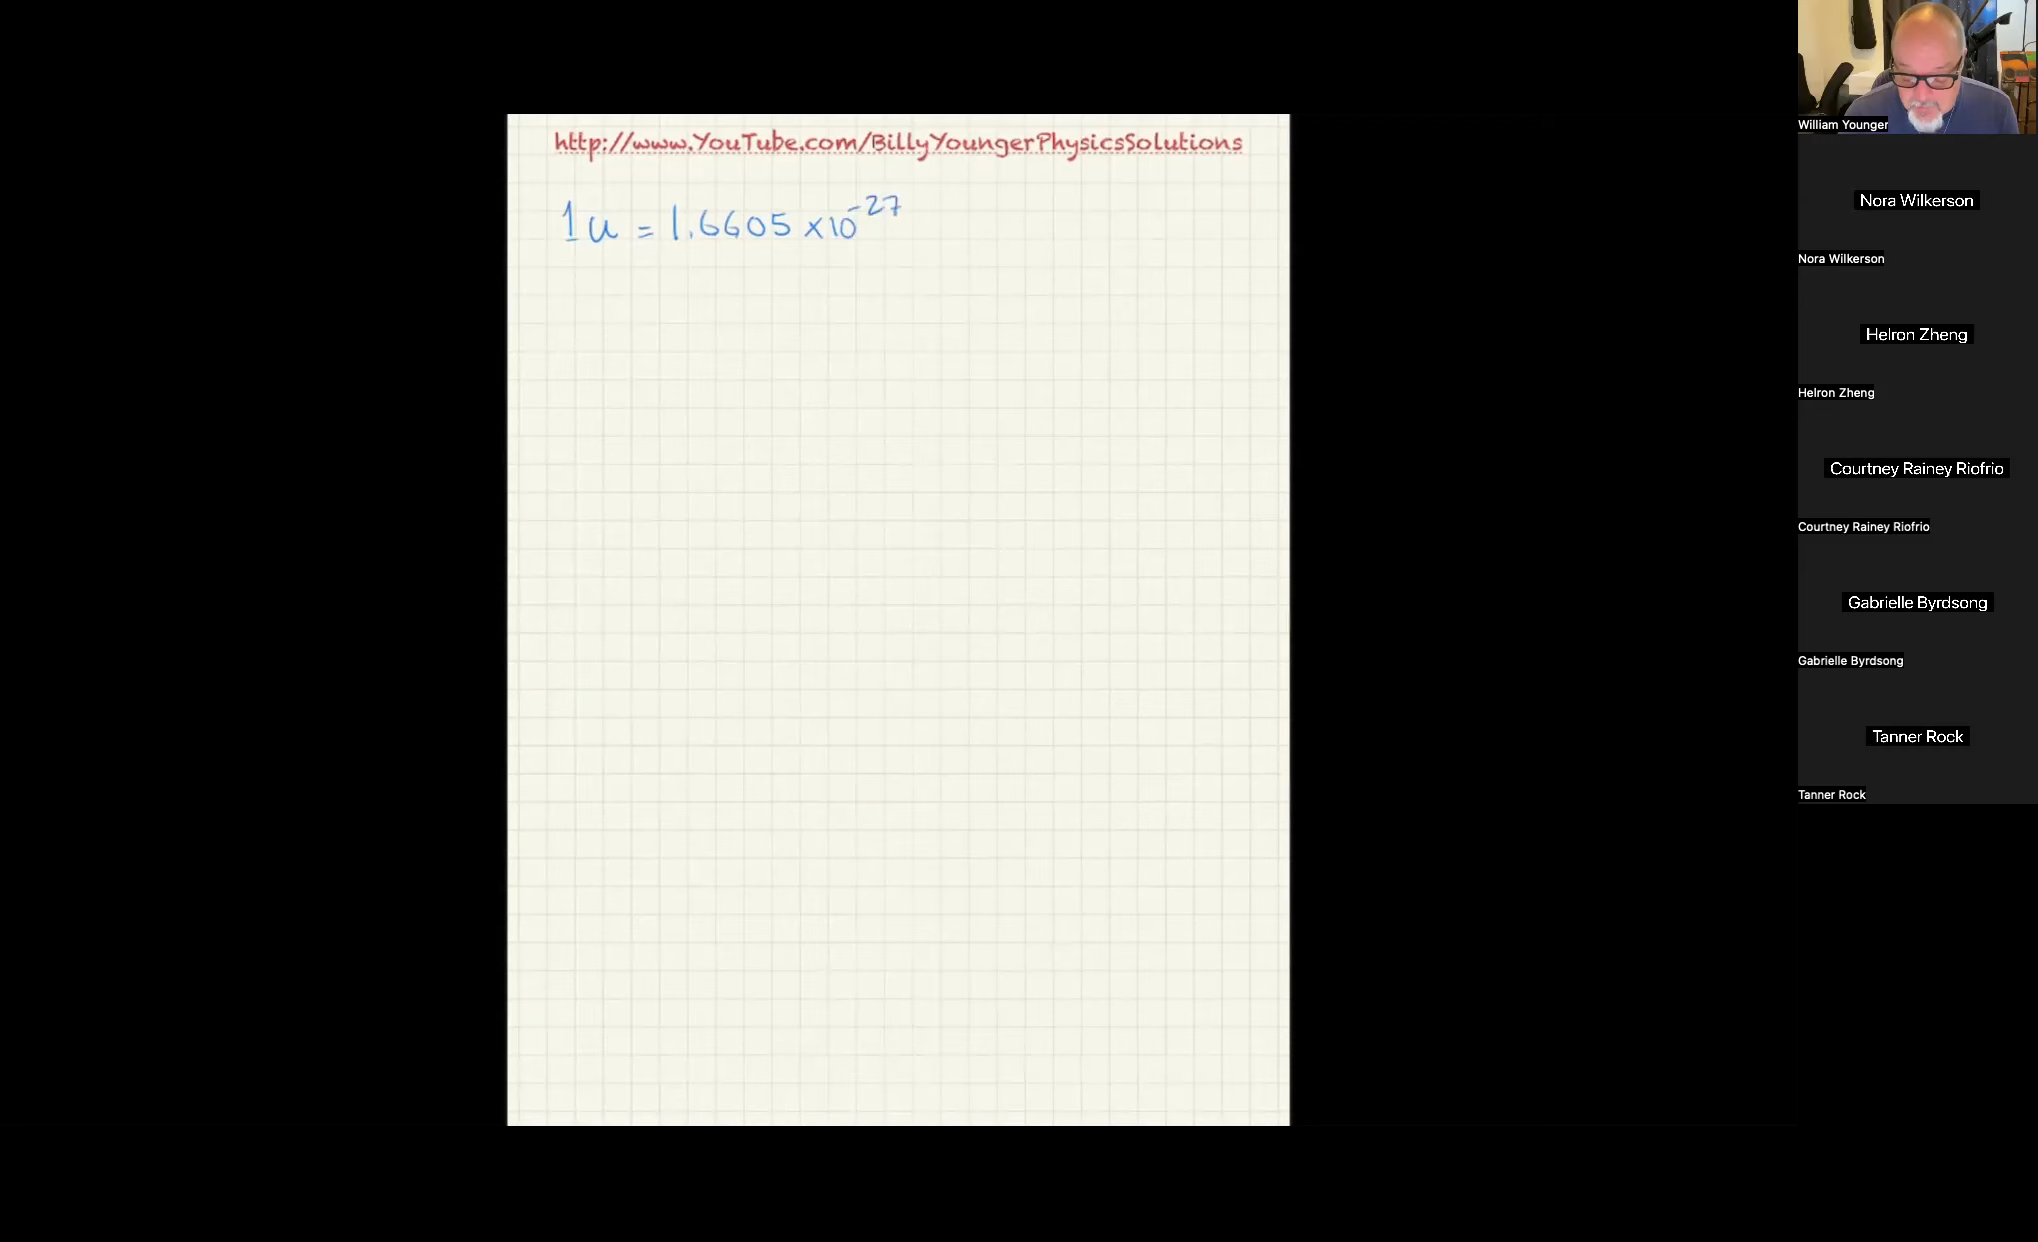 http://www.YouTube.com/BillyYoungerPhysicsSolutions
1 u = 1.6605 x10^-27
William Younger
Nora Wilkerson
Nora Wilkerson
Helron Zheng
Helron Zheng
Courtney Rainey Riofrio
Courtney Rainey Riofrio
Gabrielle Byrdsong
Gabrielle Byrdsong
Tanner Rock
Tanner Rock